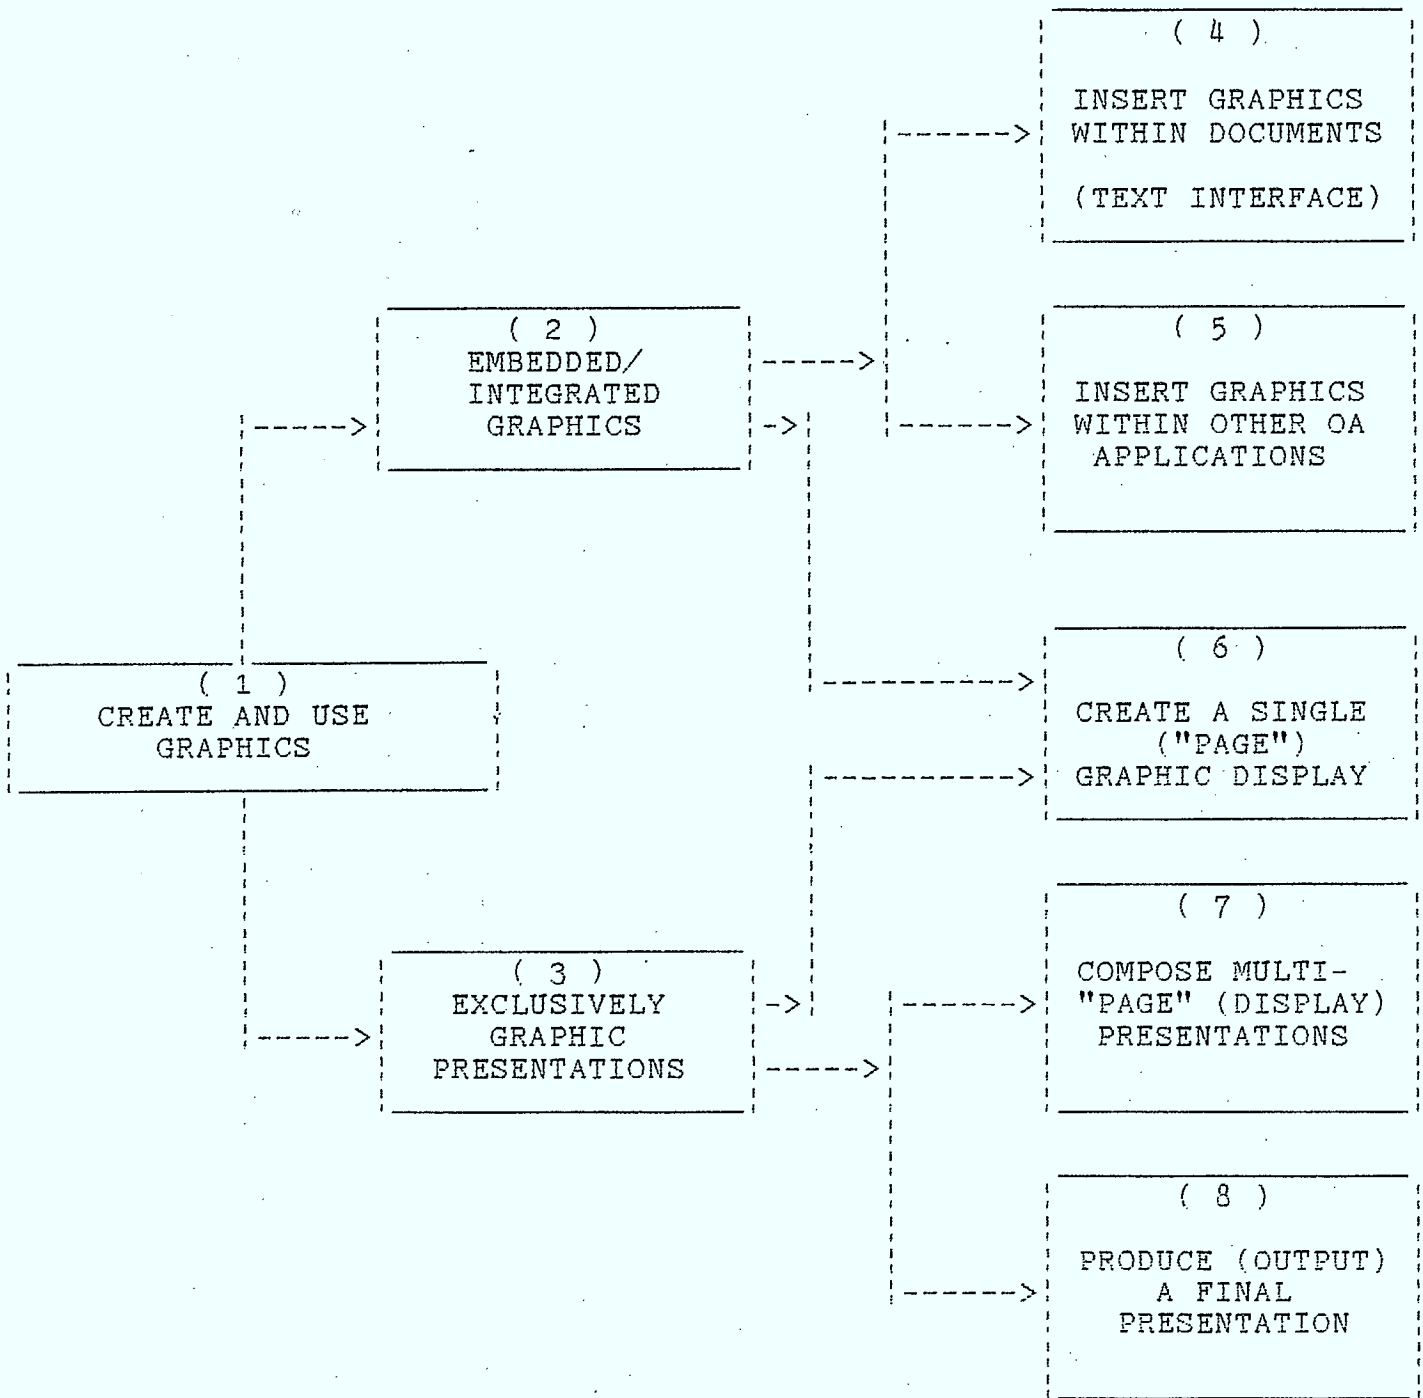 ( 4 )
INSERT GRAPHICS
WITHIN DOCUMENTS
(TEXT INTERFACE)
( 2 )
EMBEDDED/
INTEGRATED
GRAPHICS
( 5 )
INSERT GRAPHICS
WITHIN OTHER OA
APPLICATIONS
( 1 )
CREATE AND USE
GRAPHICS
( 6 )
CREATE A SINGLE
("PAGE")
GRAPHIC DISPLAY
( 3 )
EXCLUSIVELY
GRAPHIC
PRESENTATIONS
( 7 )
COMPOSE MULTI-
"PAGE" (DISPLAY)
PRESENTATIONS
( 8 )
PRODUCE (OUTPUT)
A FINAL
PRESENTATION